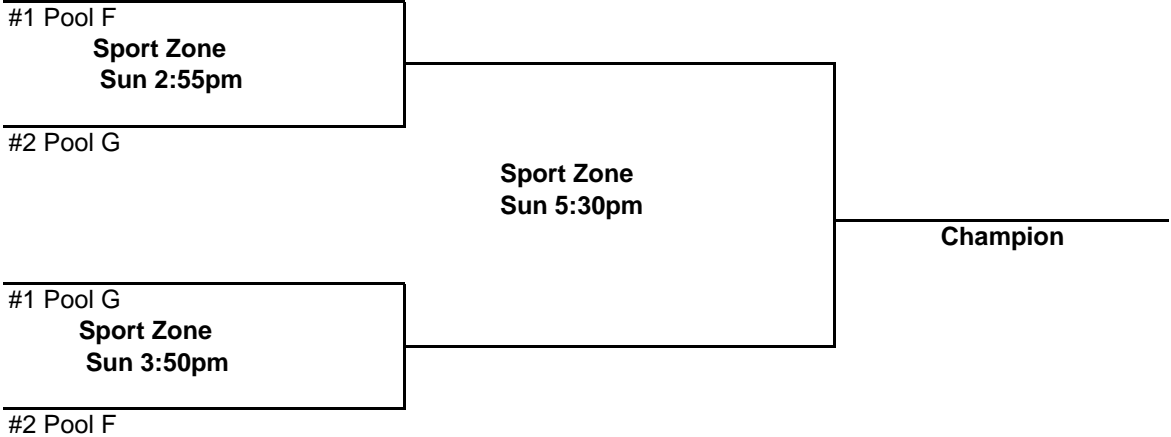 #1 Pool F
Sport Zone
Sun 2:55pm
#2 Pool G
Sport Zone
Sun 5:30pm
Champion
#1 Pool G
Sport Zone
Sun 3:50pm
#2 Pool F